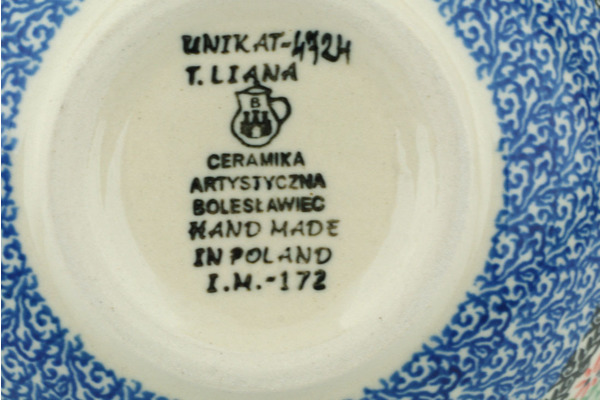 UNIKAT-4724
T. LIANA
B
CERAMIKA
ARTYSTYCZNA
BOLESŁAWIEC
HAND MADE
IN POLAND
I.M.-172